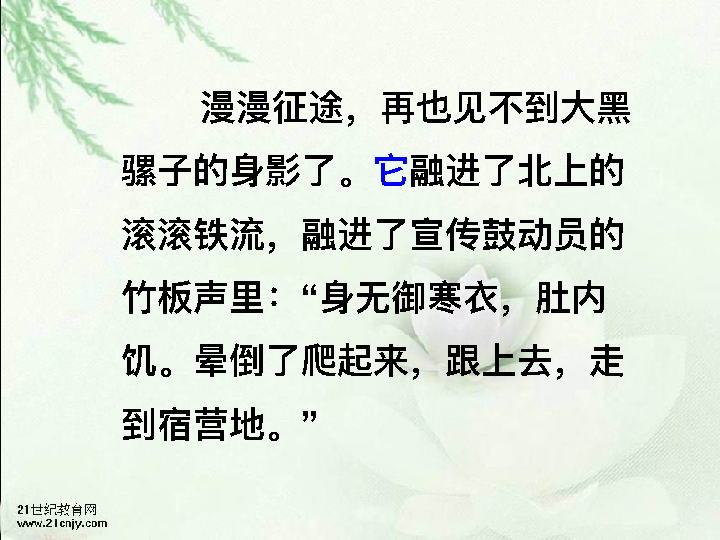 漫漫征途，再也见不到大黑
骡子的身影了。它融进了北上的
滚滚铁流，融进了宣传鼓动员的
竹板声里：“身无御寒衣，肚内
饥。晕倒了爬起来，跟上去，走
到宿营地。”
21世纪教育网
www.21cnjy.com